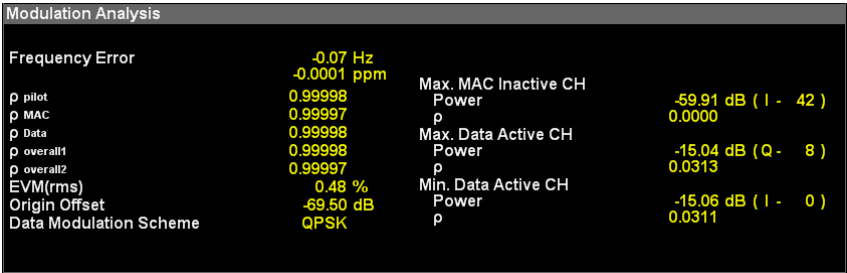 Modulation Analysis
Frequency Error -0.07 Hz
-0.0001 ppm
ρ pilot 0.99998
ρ MAC 0.99997
ρ Data 0.99998
ρ overall1 0.99998
ρ overall2 0.99997
EVM(rms) 0.48 %
Origin Offset -69.50 dB
Data Modulation Scheme QPSK
Max. MAC Inactive CH
Power -59.91 dB ( I - 42 )
ρ 0.0000
Max. Data Active CH
Power -15.04 dB ( Q - 8 )
ρ 0.0313
Min. Data Active CH
Power -15.06 dB ( I - 0 )
ρ 0.0311